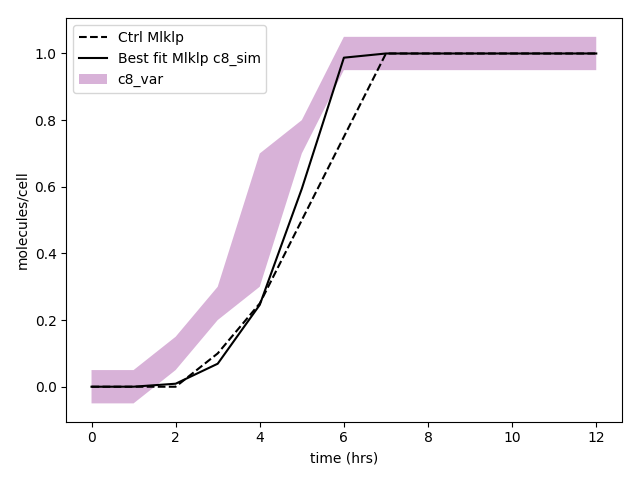 Ctrl Mlklp
Best fit Mlklp c8_sim
c8_var
1.0
0.8
0.6
0.4
0.2
0.0
molecules/cell
0 2 4 6 8 10 12
time (hrs)